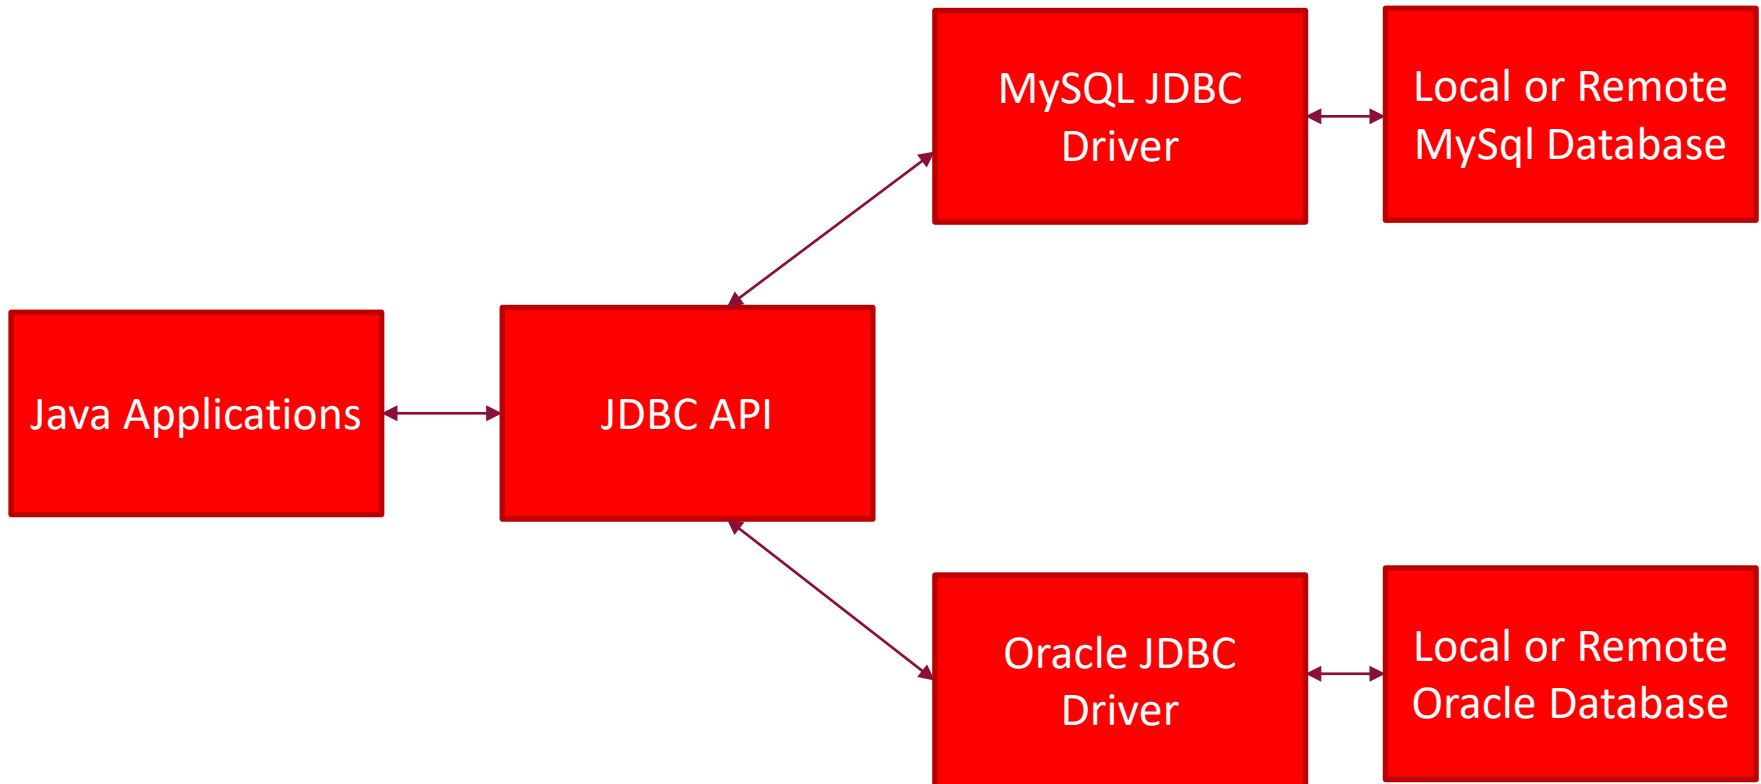 MySQL JDBC
Driver
Local or Remote
MySql Database
Java Applications
JDBC API
Oracle JDBC
Driver
Local or Remote
Oracle Database